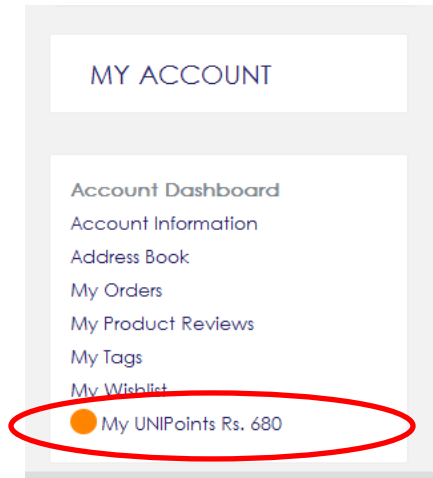 MY ACCOUNT
Account Dashboard
Account Information
Address Book
My Orders
My Product Reviews
My Tags
My Wishlist
My UNIPoints Rs. 680